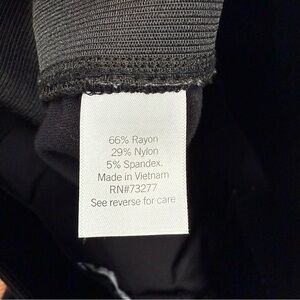 66% Rayon
29% Nylon
5% Spandex.
Made in Vietnam
RN#73277
See reverse for care